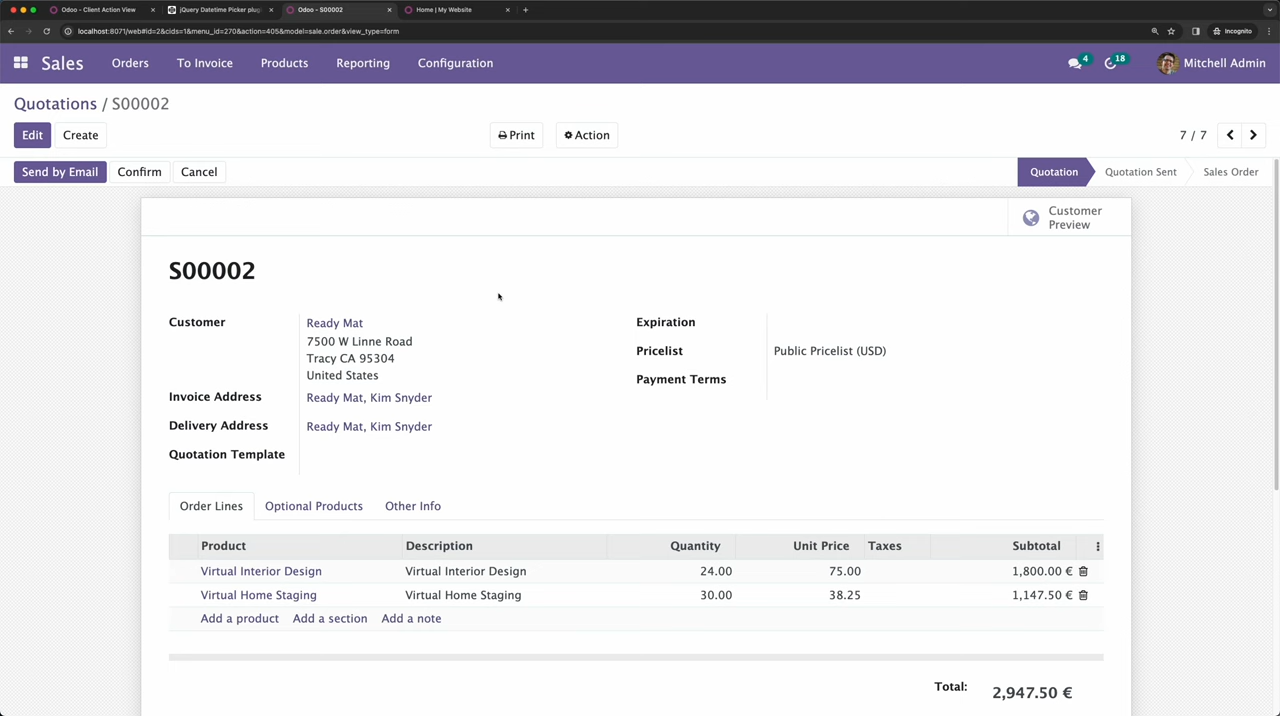 Odoo - Client Action View
jQuery Datetime Picker plug
Odoo - S00002
Home | My Website
localhost:8071/web#id=2&cids=1&menu_id=270&action=405&model=sale.order&view_type=form
Incognito
Sales
Orders
To Invoice
Products
Reporting
Configuration
4
18
Mitchell Admin
Quotations / S00002
Edit
Create
Print
Action
7 / 7
Send by Email
Confirm
Cancel
Quotation
Quotation Sent
Sales Order
Customer
Preview
S00002
Customer
Ready Mat
7500 W Linne Road
Tracy CA 95304
United States
Invoice Address
Ready Mat, Kim Snyder
Delivery Address
Ready Mat, Kim Snyder
Quotation Template
Expiration
Pricelist
Public Pricelist (USD)
Payment Terms
Order Lines
Optional Products
Other Info
Product Description Quantity Unit Price Taxes Subtotal
Virtual Interior Design Virtual Interior Design 24.00 75.00 1,800.00 €
Virtual Home Staging Virtual Home Staging 30.00 38.25 1,147.50 €
Add a product Add a section Add a note
Total: 2,947.50 €